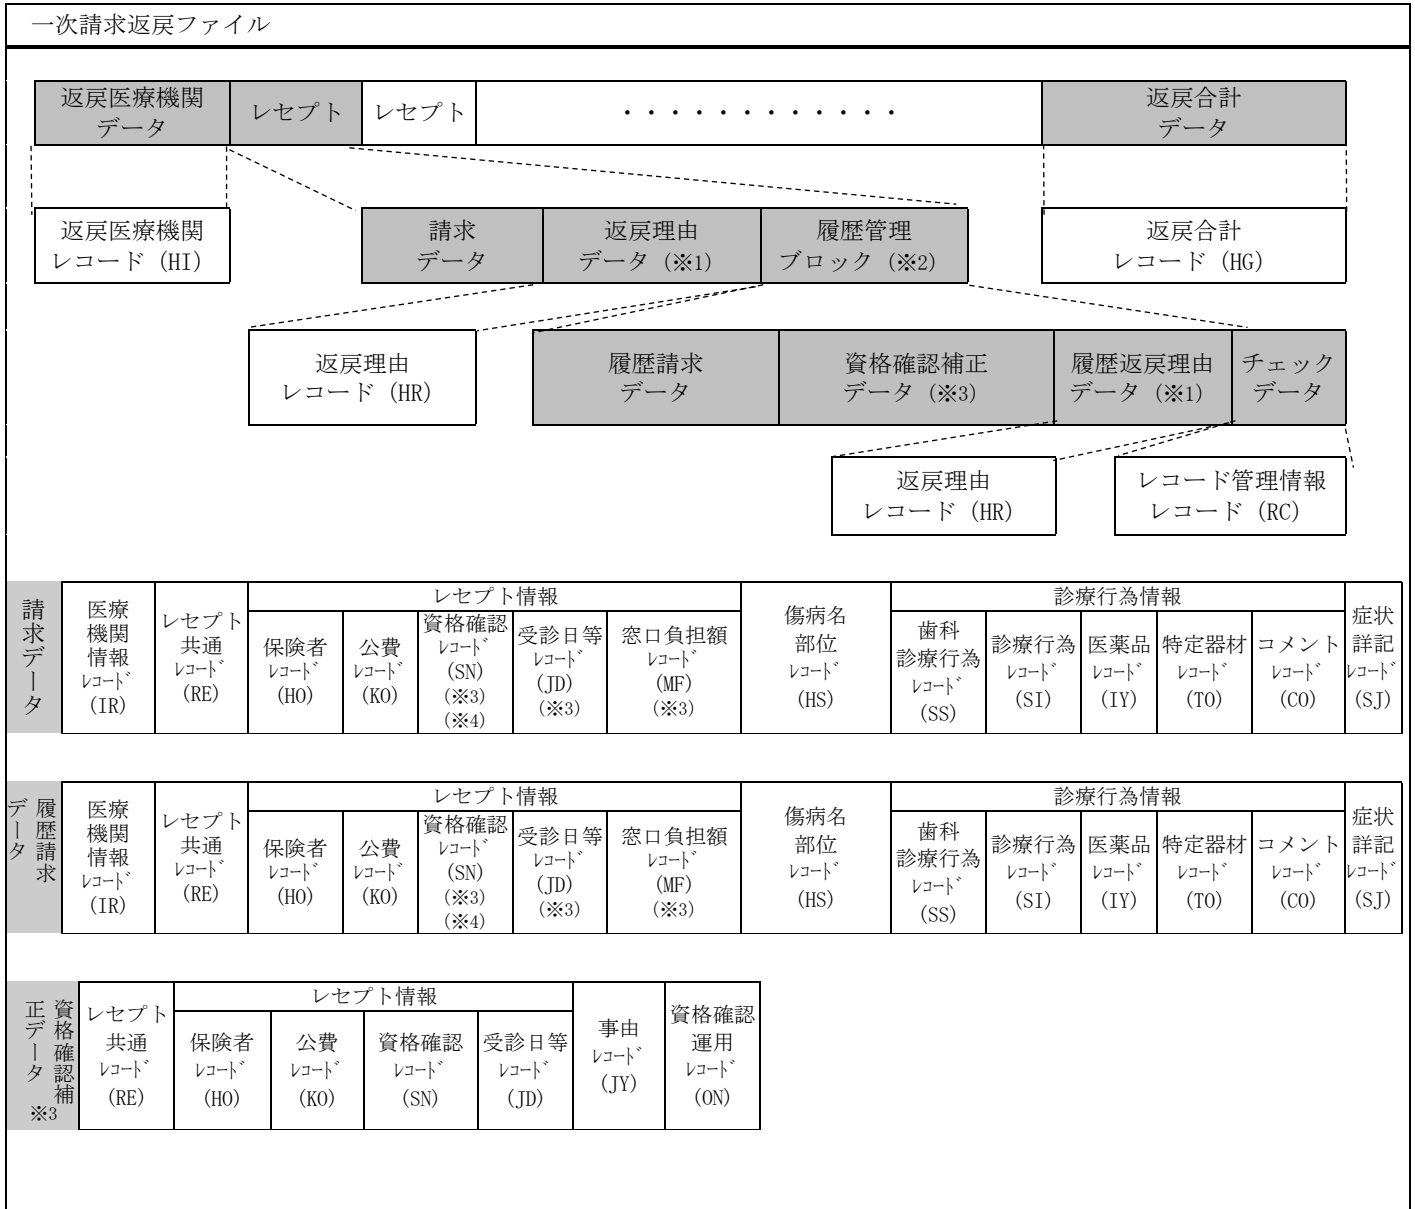 一次請求返戻ファイル
返戻医療機関
データ
レセプト
レセプト
・・・・・・・・・・・・
返戻合計
データ
返戻医療機関
レコード (HI)
請求
データ
返戻理由
データ (※1)
履歴管理
ブロック (※2)
返戻合計
レコード (HG)
返戻理由
レコード (HR)
履歴請求
データ
資格確認補正
データ (※3)
履歴返戻理由
データ (※1)
チェック
データ
返戻理由
レコード (HR)
レコード管理情報
レコード (RC)
請求データ
医療
機関
情報
ﾚｺｰﾄﾞ
(IR)
レセプト
共通
ﾚｺｰﾄﾞ
(RE)
レセプト情報
保険者
ﾚｺｰﾄﾞ
(HO)
公費
ﾚｺｰﾄﾞ
(KO)
資格確認
ﾚｺｰﾄﾞ
(SN)
(※3)
(※4)
受診日等
ﾚｺｰﾄﾞ
(JD)
(※3)
窓口負担額
ﾚｺｰﾄﾞ
(MF)
(※3)
傷病名
部位
ﾚｺｰﾄﾞ
(HS)
診療行為情報
歯科
診療行為
ﾚｺｰﾄﾞ
(SS)
診療行為
ﾚｺｰﾄﾞ
(SI)
医薬品
ﾚｺｰﾄﾞ
(IY)
特定器材
ﾚｺｰﾄﾞ
(TO)
コメント
ﾚｺｰﾄﾞ
(CO)
症状
詳記
ﾚｺｰﾄﾞ
(SJ)
履歴請求
データ
医療
機関
情報
ﾚｺｰﾄﾞ
(IR)
レセプト
共通
ﾚｺｰﾄﾞ
(RE)
レセプト情報
保険者
ﾚｺｰﾄﾞ
(HO)
公費
ﾚｺｰﾄﾞ
(KO)
資格確認
ﾚｺｰﾄﾞ
(SN)
(※3)
(※4)
受診日等
ﾚｺｰﾄﾞ
(JD)
(※3)
窓口負担額
ﾚｺｰﾄﾞ
(MF)
(※3)
傷病名
部位
ﾚｺｰﾄﾞ
(HS)
診療行為情報
歯科
診療行為
ﾚｺｰﾄﾞ
(SS)
診療行為
ﾚｺｰﾄﾞ
(SI)
医薬品
ﾚｺｰﾄﾞ
(IY)
特定器材
ﾚｺｰﾄﾞ
(TO)
コメント
ﾚｺｰﾄﾞ
(CO)
症状
詳記
ﾚｺｰﾄﾞ
(SJ)
資格確認補
正データ
※3
レセプト
共通
ﾚｺｰﾄﾞ
(RE)
レセプト情報
保険者
ﾚｺｰﾄﾞ
(HO)
公費
ﾚｺｰﾄﾞ
(KO)
資格確認
ﾚｺｰﾄﾞ
(SN)
受診日等
ﾚｺｰﾄﾞ
(JD)
事由
ﾚｺｰﾄﾞ
(JY)
資格確認
運用
ﾚｺｰﾄﾞ
(ON)